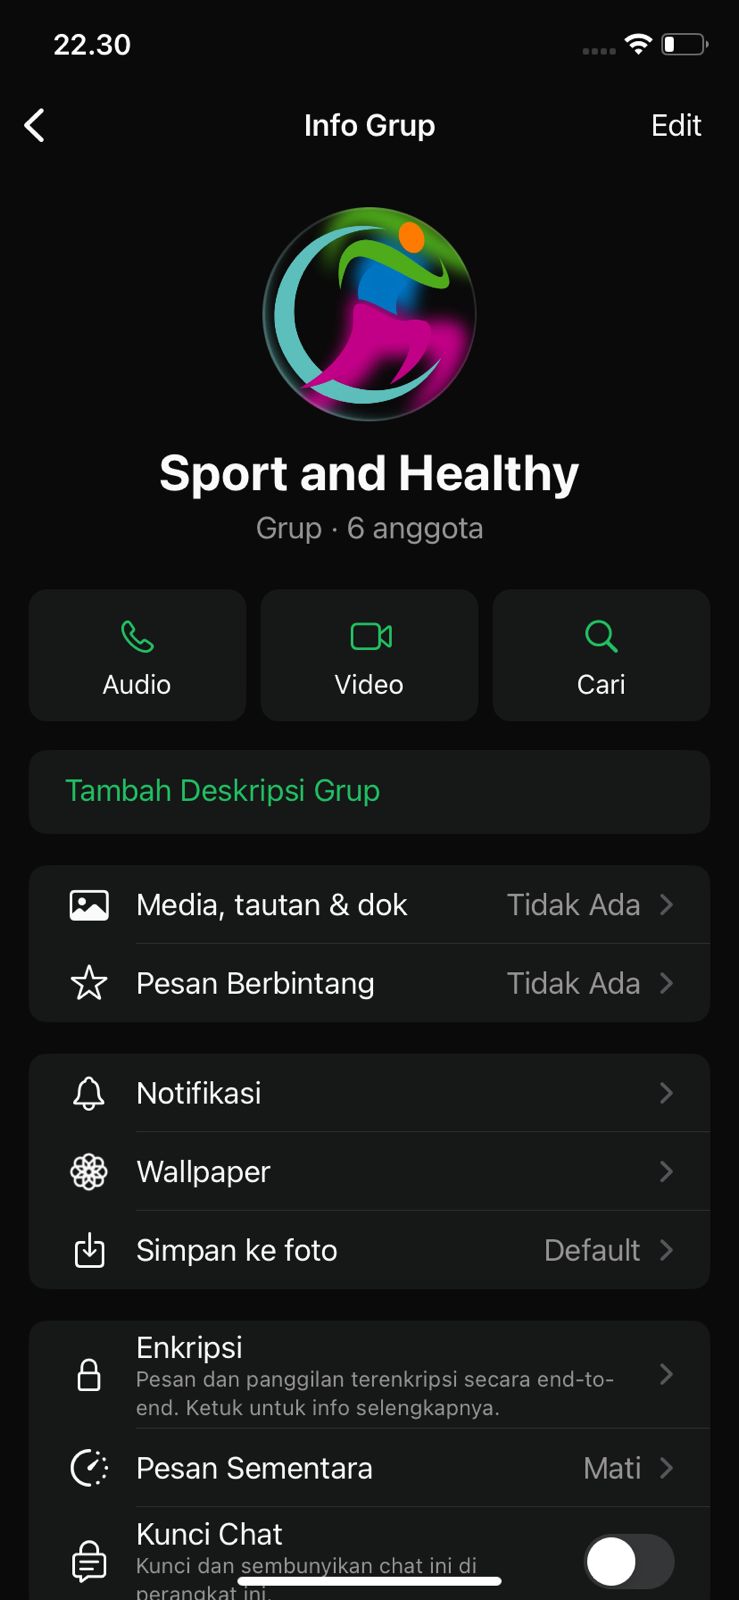 22.30
Info Grup
Edit
Sport and Healthy
Grup · 6 anggota
Audio
Video
Cari
Tambah Deskripsi Grup
Media, tautan & dok
Tidak Ada
Pesan Berbintang
Tidak Ada
Notifikasi
Wallpaper
Simpan ke foto
Default
Enkripsi
Pesan dan panggilan terenkripsi secara end-to-
end. Ketuk untuk info selengkapnya.
Pesan Sementara
Mati
Kunci Chat
Kunci dan sembunyikan chat ini di
perangkat ini.